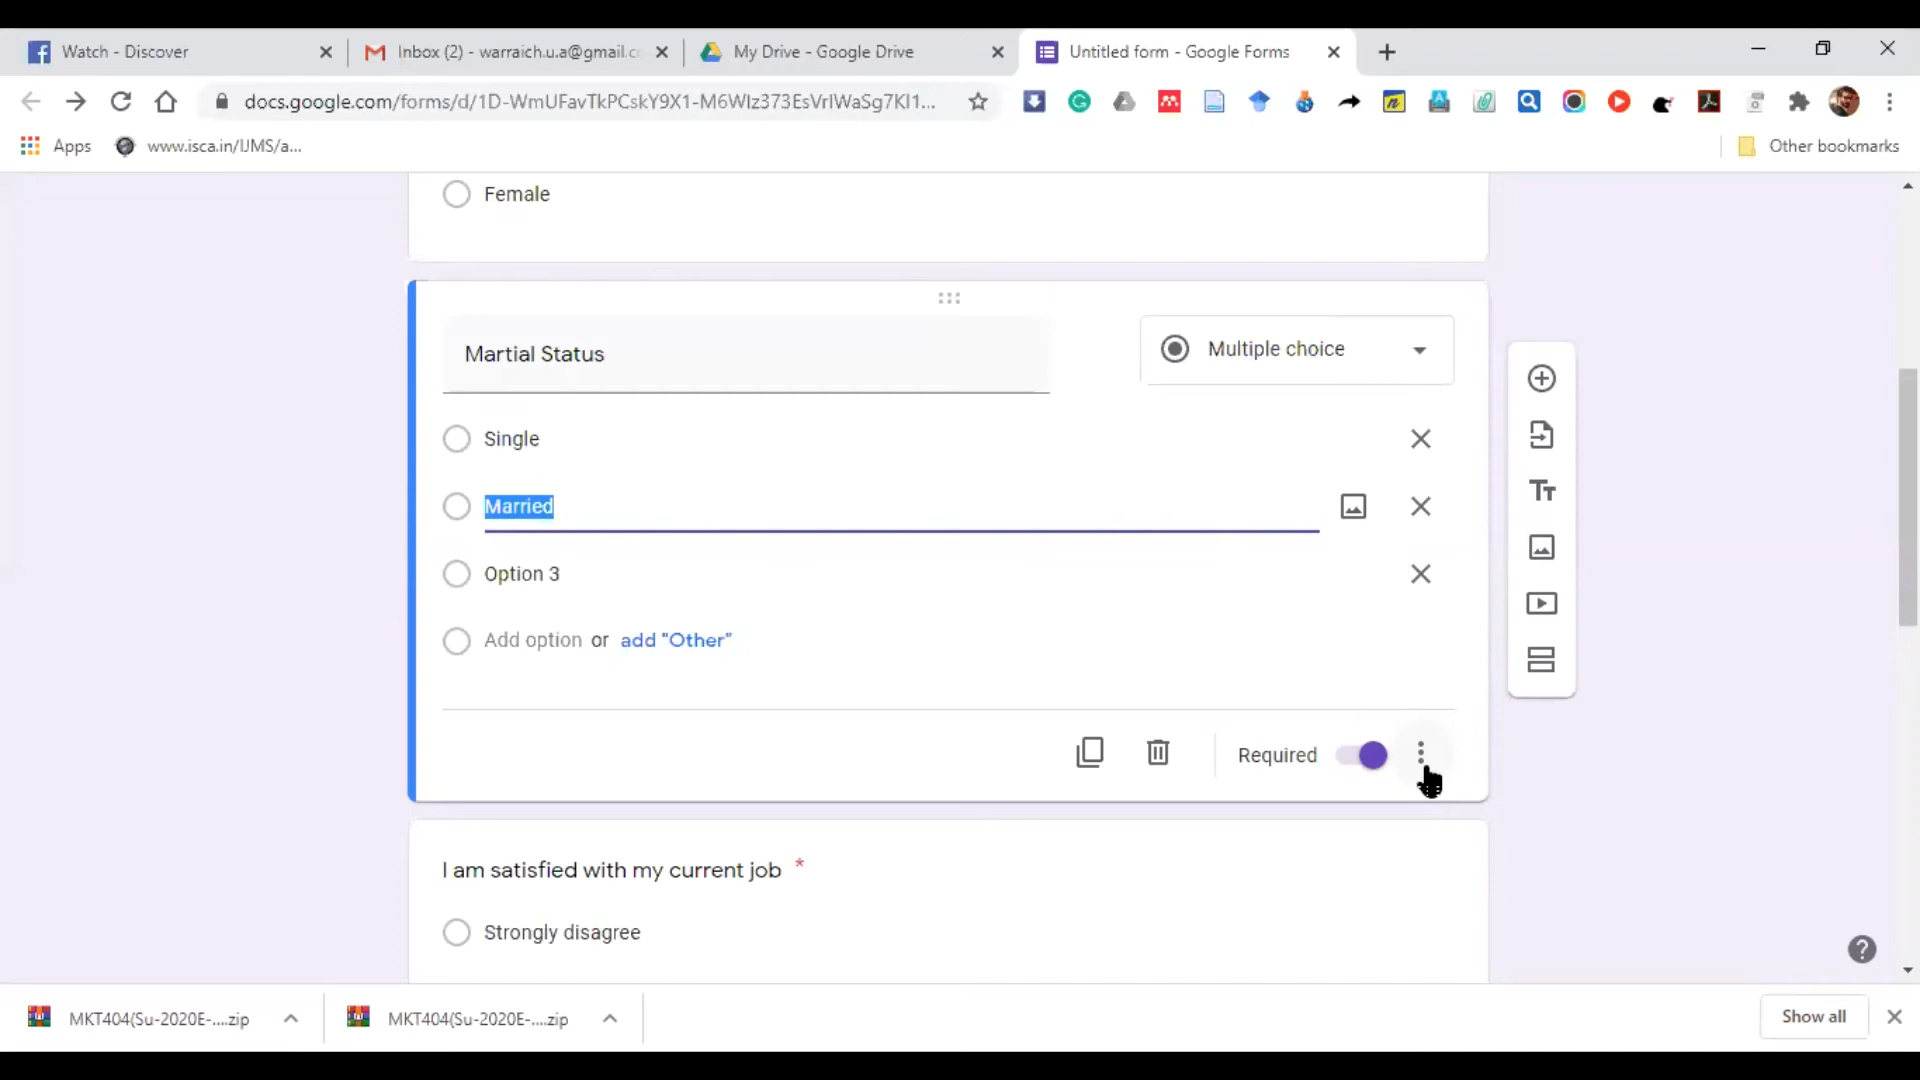 Watch - Discover
Inbox (2) - warraich.u.a@gmail.c
My Drive - Google Drive
Untitled form - Google Forms
docs.google.com/forms/d/1D-WmUFavTkPCskY9X1-M6WIz373EsVrIWaSg7KI1...
Apps
www.isca.in/IJMS/a...
Other bookmarks
Female
Martial Status
Multiple choice
Single
Married
Option 3
Add option or add "Other"
Required
I am satisfied with my current job *
Strongly disagree
MKT404(Su-2020E-....zip
MKT404(Su-2020E-....zip
Show all